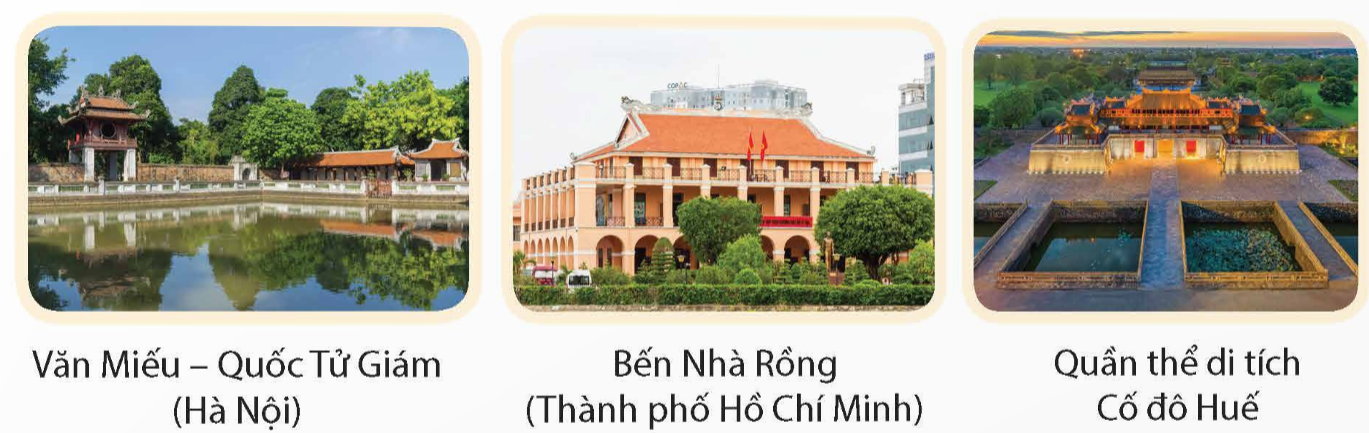 Văn Miếu – Quốc Tử Giám
(Hà Nội)
Bến Nhà Rồng
(Thành phố Hồ Chí Minh)
Quần thể di tích
Cố đô Huế